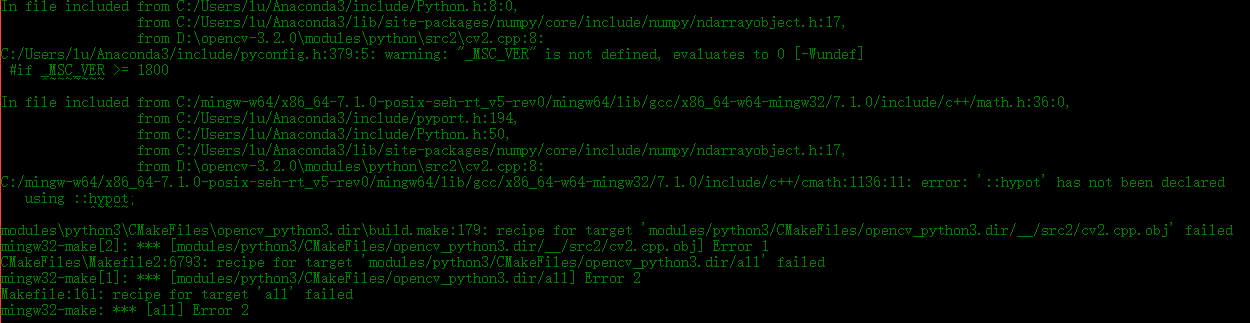 In file included from C:/Users/lu/Anaconda3/include/Python.h:8:0,
                 from C:/Users/lu/Anaconda3/lib/site-packages/numpy/core/include/numpy/ndarrayobject.h:17,
                 from D:\opencv-3.2.0\modules\python\src2\cv2.cpp:8:
C:/Users/lu/Anaconda3/include/pyconfig.h:379:5: warning: "_MSC_VER" is not defined, evaluates to 0 [-Wundef]
 #if _MSC_VER >= 1800
     ~~~~~~~~
In file included from C:/mingw-w64/x86_64-7.1.0-posix-seh-rt_v5-rev0/mingw64/lib/gcc/x86_64-w64-mingw32/7.1.0/include/c++/math.h:36:0,
                 from C:/Users/lu/Anaconda3/include/pyport.h:194,
                 from C:/Users/lu/Anaconda3/include/Python.h:50,
                 from C:/Users/lu/Anaconda3/lib/site-packages/numpy/core/include/numpy/ndarrayobject.h:17,
                 from D:\opencv-3.2.0\modules\python\src2\cv2.cpp:8:
C:/mingw-w64/x86_64-7.1.0-posix-seh-rt_v5-rev0/mingw64/lib/gcc/x86_64-w64-mingw32/7.1.0/include/c++/cmath:1136:11: error: '::hypot' has not been declared
   using ::hypot;
           ~~~~~
modules\python3\CMakeFiles\opencv_python3.dir\build.make:179: recipe for target 'modules/python3/CMakeFiles/opencv_python3.dir/__/src2/cv2.cpp.obj' failed
mingw32-make[2]: *** [modules/python3/CMakeFiles/opencv_python3.dir/__/src2/cv2.cpp.obj] Error 1
CMakeFiles\Makefile2:6793: recipe for target 'modules/python3/CMakeFiles/opencv_python3.dir/all' failed
mingw32-make[1]: *** [modules/python3/CMakeFiles/opencv_python3.dir/all] Error 2
Makefile:161: recipe for target 'all' failed
mingw32-make: *** [all] Error 2